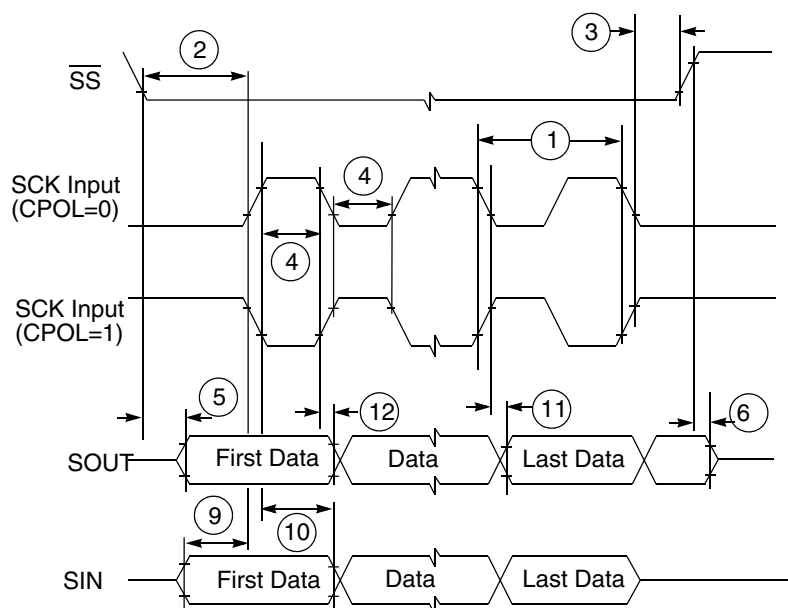 2
3
SS
1
SCK Input
(CPOL=0)
4
4
SCK Input
(CPOL=1)
5
12
11
6
SOUT
First Data
Data
Last Data
9
10
SIN
First Data
Data
Last Data